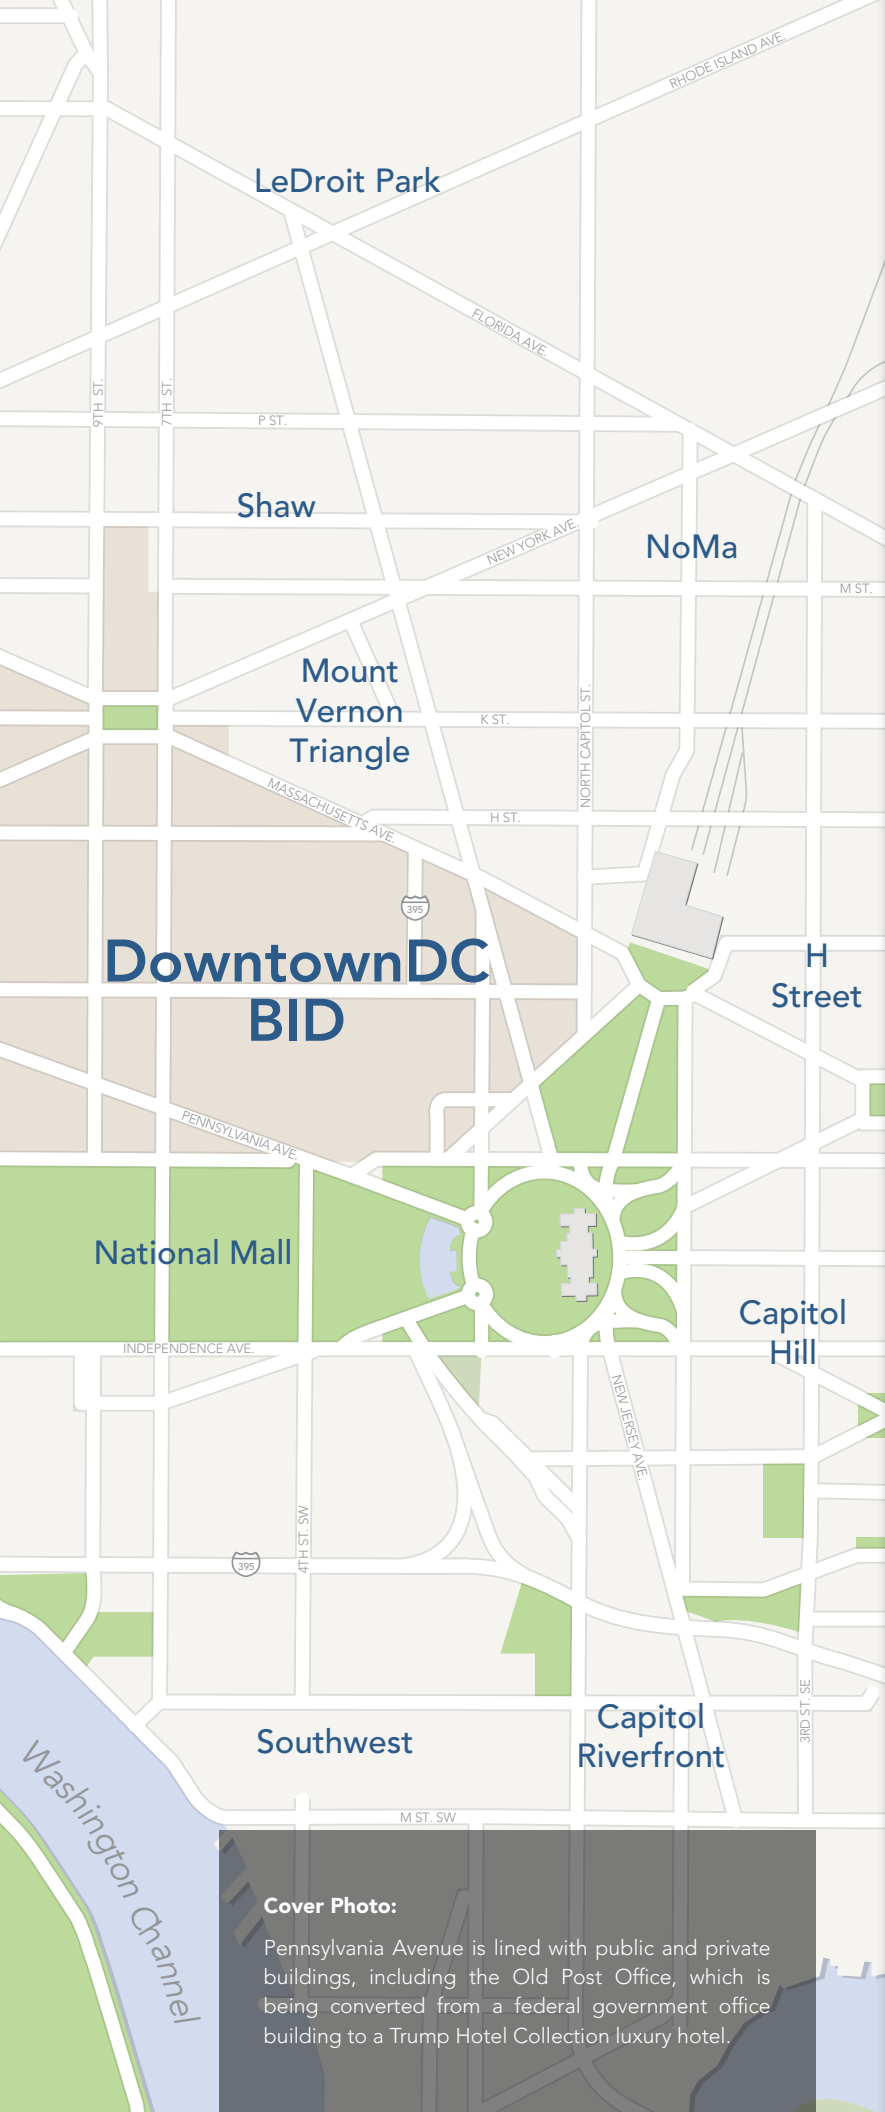 RHODE ISLAND AVE.
LeDroit Park
FLORIDA AVE.
9TH ST.
7TH ST.
P ST.
Shaw
NEW YORK AVE.
NoMa
M ST.
Mount
Vernon
Triangle
K ST.
NORTH CAPITOL ST.
MASSACHUSETTS AVE.
H ST.
395
DowntownDC
BID
H
Street
PENNSYLVANIA AVE.
National Mall
Capitol
Hill
INDEPENDENCE AVE.
NEW JERSEY AVE.
4TH ST. SW
395
3RD ST. SE
Capitol
Riverfront
Southwest
Washington Channel
M ST. SW
Cover Photo:
Pennsylvania Avenue is lined with public and private
buildings, including the Old Post Office, which is
being converted from a federal government office
building to a Trump Hotel Collection luxury hotel.